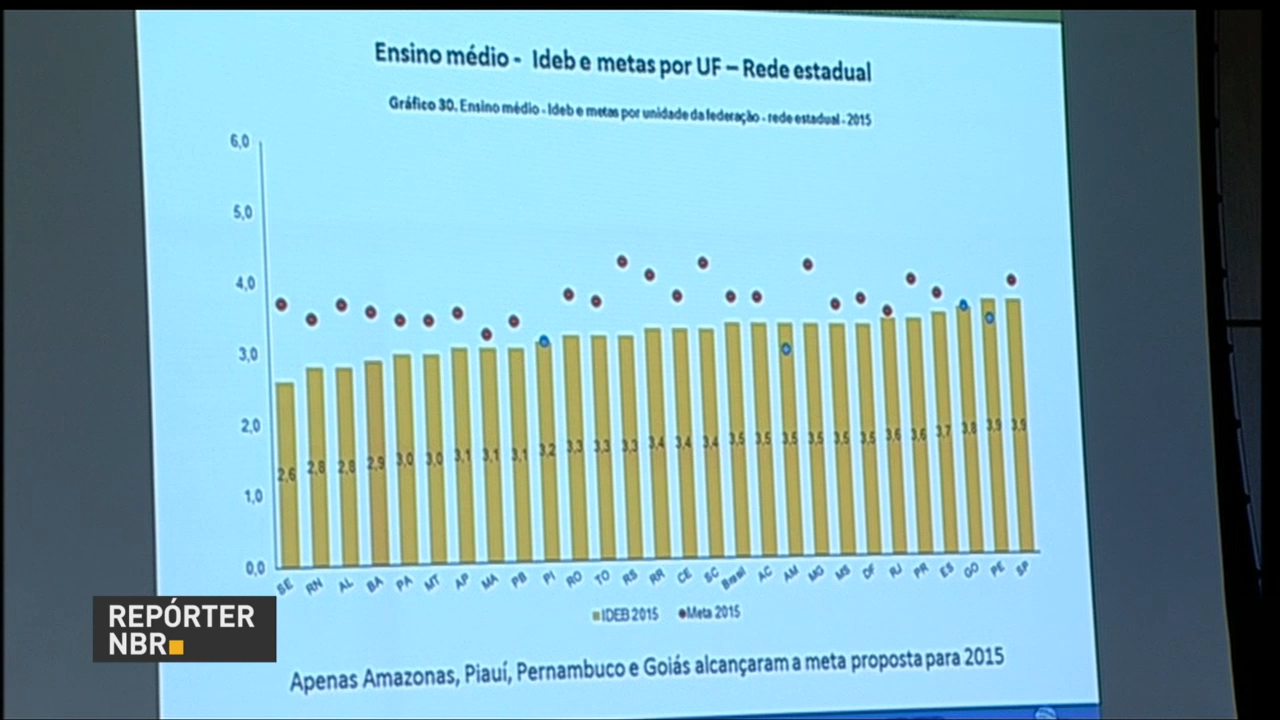 Ensino médio - Ideb e metas por UF – Rede estadual
Gráfico 30. Ensino médio - Ideb e metas por unidade da federação - rede estadual - 2015
6,0
5,0
4,0
3,0
2,0
1,0
0,0
2,6 2,8 2,8 2,9 3,0 3,0 3,1 3,1 3,1 3,2 3,3 3,3 3,3 3,4 3,4 3,4 3,5 3,5 3,5 3,5 3,5 3,5 3,6 3,6 3,7 3,8 3,9 3,9
SE RN AL BA PA MT AP MA PB PI RO TO RS RR CE SC Brasil AC AM MG MS DF RJ PR ES GO PE SP
IDEB 2015 Meta 2015
REPÓRTER
NBR
Apenas Amazonas, Piauí, Pernambuco e Goiás alcançaram a meta proposta para 2015